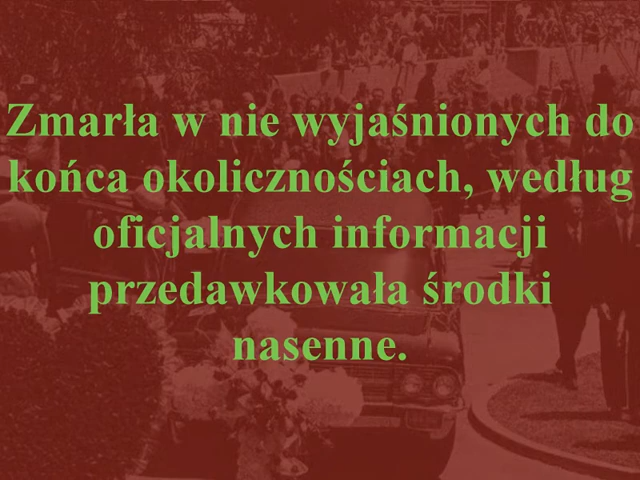 Zmarła w nie wyjaśnionych do
końca okolicznościach, według
oficjalnych informacji
przedawkowała środki
nasenne.